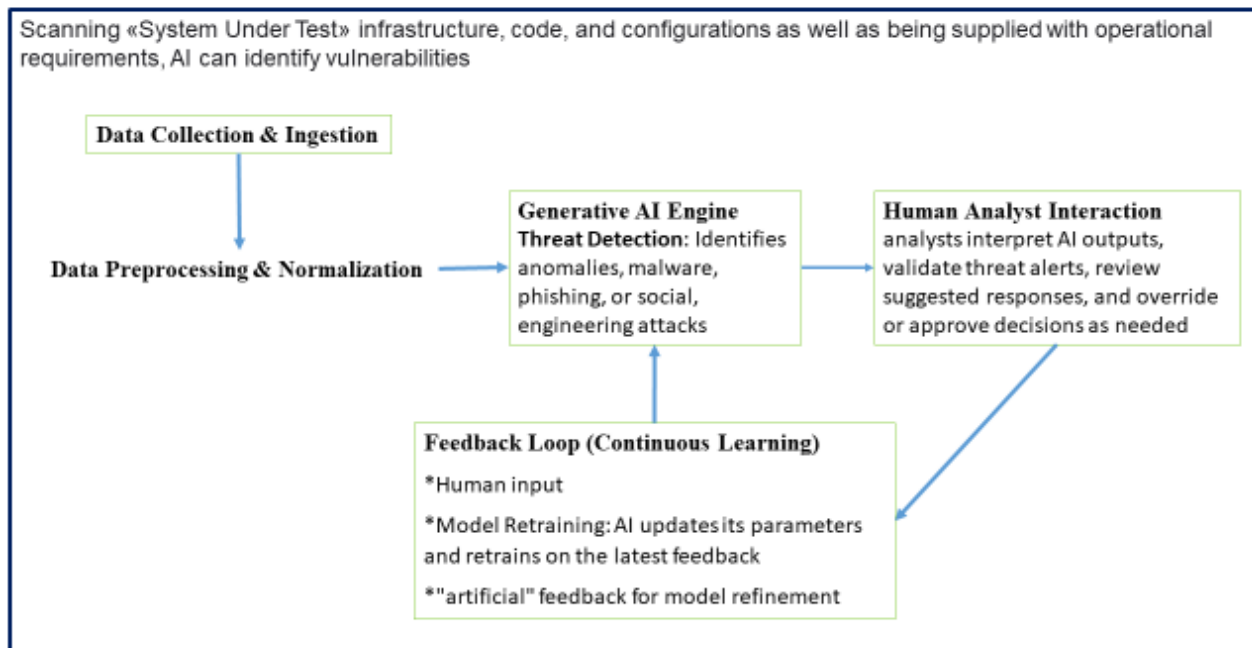 Scanning «System Under Test» infrastructure, code, and configurations as well as being supplied with operational
requirements, AI can identify vulnerabilities
Data Collection & Ingestion
Data Preprocessing & Normalization
Generative AI Engine
Threat Detection: Identifies
anomalies, malware,
phishing, or social,
engineering attacks
Human Analyst Interaction
analysts interpret AI outputs,
validate threat alerts, review
suggested responses, and override
or approve decisions as needed
Feedback Loop (Continuous Learning)
*Human input
*Model Retraining: AI updates its parameters
and retrains on the latest feedback
*"artificial" feedback for model refinement